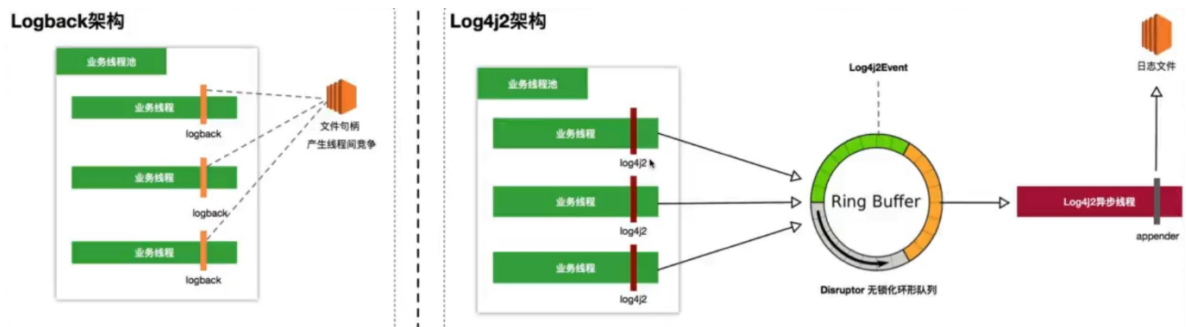 Logback架构
业务线程池
业务线程
logback
业务线程
logback
业务线程
logback
文件句柄
产生线程间竞争
Log4j2架构
业务线程池
业务线程
log4j2
业务线程
log4j2
业务线程
log4j2
Log4j2Event
Ring Buffer
Disruptor 无锁化环形队列
日志文件
Log4j2异步线程
appender